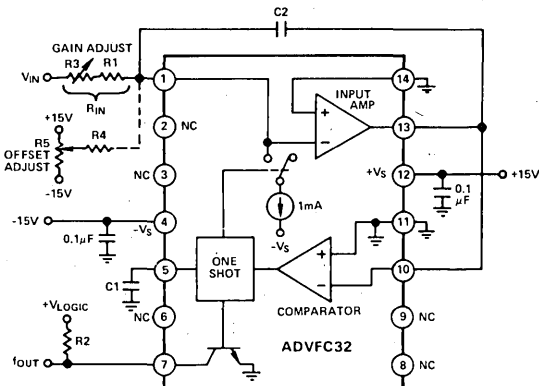 C2
GAIN ADJUST
R3 R1
VIN
RIN
+15V
R5
OFFSET
ADJUST
R4
-15V
1
2 NC
NC 3
-15V
4
-VS
0.1μF
5
C1
NC 6
+VLOGIC
R2
fOUT
7
ONE
SHOT
1mA
-VS
INPUT
AMP
+
-
+
-
COMPARATOR
ADVFC32
14
13
+VS 12
+15V
0.1
μF
11
10
9 NC
8 NC